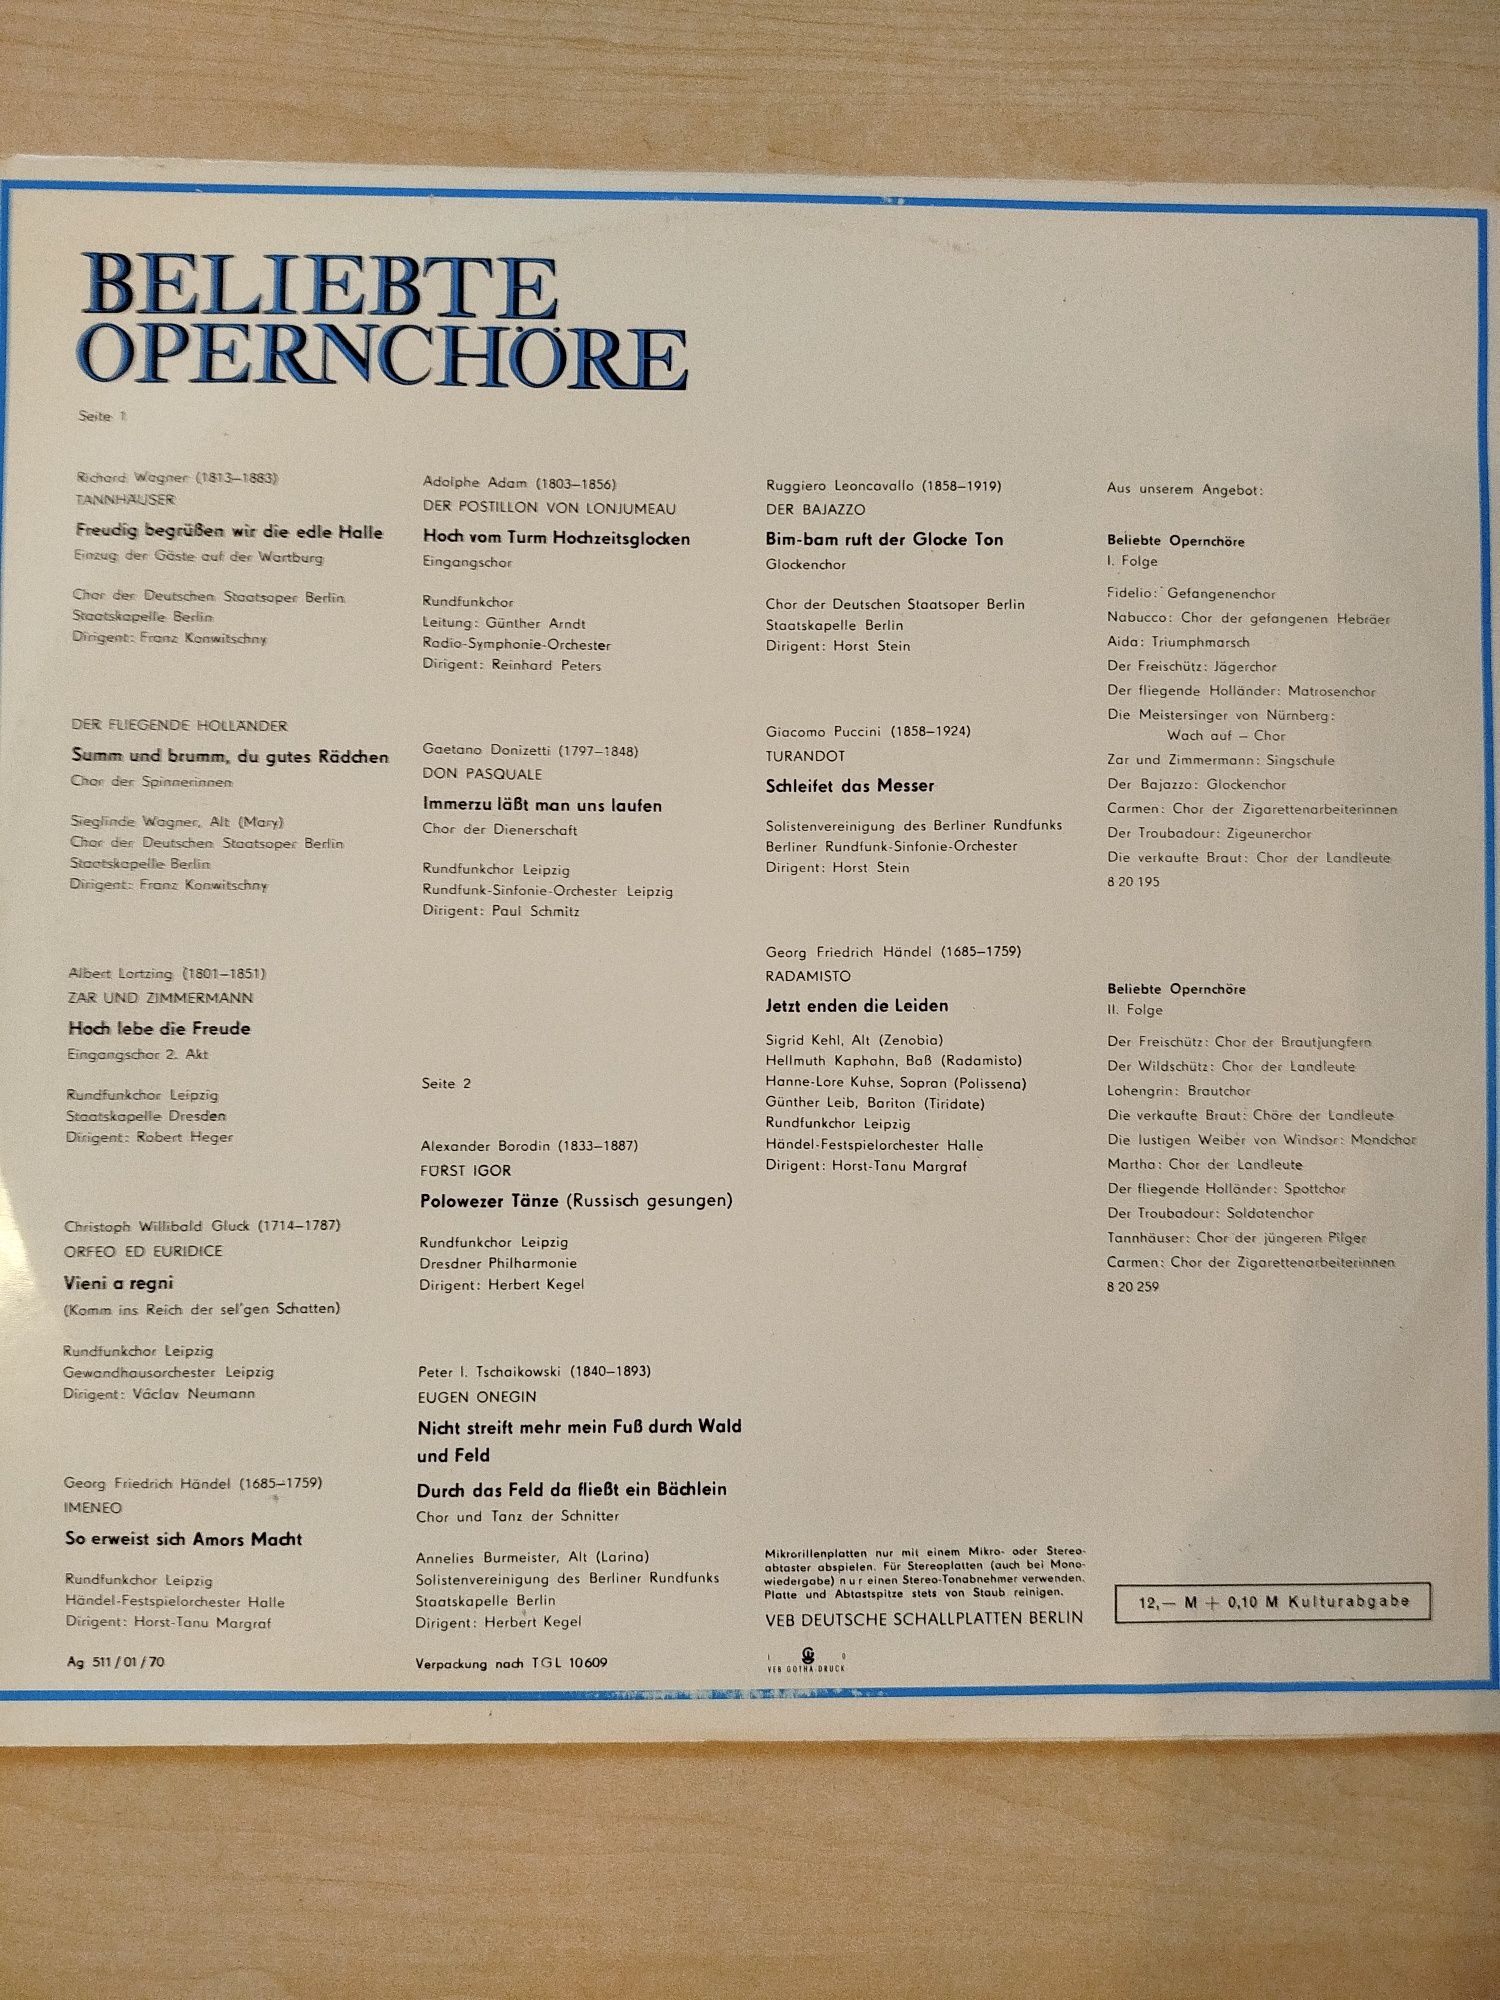 BELIEBTE
OPERNCHÖRE
Seite 1
Richard Wagner (1813–1883)
TANNHÄUSER
Freudig begrüßen wir die edle Halle
Einzug der Gäste auf der Wartburg
Chor der Deutschen Staatsoper Berlin
Staatskapelle Berlin
Dirigent: Franz Konwitschny
DER FLIEGENDE HOLLÄNDER
Summ und brumm, du gutes Rädchen
Chor der Spinnerinnen
Sieglinde Wagner, Alt (Mary)
Chor der Deutschen Staatsoper Berlin
Staatskapelle Berlin
Dirigent: Franz Konwitschny
Albert Lortzing (1801–1851)
ZAR UND ZIMMERMANN
Hoch lebe die Freude
Eingangschor 2. Akt
Rundfunkchor Leipzig
Staatskapelle Dresden
Dirigent: Robert Heger
Christoph Willibald Gluck (1714–1787)
ORFEO ED EURIDICE
Vieni a regni
(Komm ins Reich der sel'gen Schatten)
Rundfunkchor Leipzig
Gewandhausorchester Leipzig
Dirigent: Václav Neumann
Georg Friedrich Händel (1685–1759)
IMENEO
So erweist sich Amors Macht
Rundfunkchor Leipzig
Händel-Festspielorchester Halle
Dirigent: Horst-Tanu Margraf
Ag 511/01/70
Adolphe Adam (1803–1856)
DER POSTILLON VON LONJUMEAU
Hoch vom Turm Hochzeitsglocken
Eingangschor
Rundfunkchor
Leitung: Günther Arndt
Radio-Symphonie-Orchester
Dirigent: Reinhard Peters
Gaetano Donizetti (1797–1848)
DON PASQUALE
Immerzu läßt man uns laufen
Chor der Dienerschaft
Rundfunkchor Leipzig
Rundfunk-Sinfonie-Orchester Leipzig
Dirigent: Paul Schmitz
Seite 2
Alexander Borodin (1833–1887)
FÜRST IGOR
Polowezer Tänze (Russisch gesungen)
Rundfunkchor Leipzig
Dresdner Philharmonie
Dirigent: Herbert Kegel
Peter I. Tschaikowski (1840–1893)
EUGEN ONEGIN
Nicht streift mehr mein Fuß durch Wald
und Feld
Durch das Feld da fließt ein Bächlein
Chor und Tanz der Schnitter
Annelies Burmeister, Alt (Larina)
Solistenvereinigung des Berliner Rundfunks
Staatskapelle Berlin
Dirigent: Herbert Kegel
Verpackung nach TGL 10609
Ruggiero Leoncavallo (1858–1919)
DER BAJAZZO
Bim-bam ruft der Glocke Ton
Glockenchor
Chor der Deutschen Staatsoper Berlin
Staatskapelle Berlin
Dirigent: Horst Stein
Giacomo Puccini (1858–1924)
TURANDOT
Schleifet das Messer
Solistenvereinigung des Berliner Rundfunks
Berliner Rundfunk-Sinfonie-Orchester
Dirigent: Horst Stein
Georg Friedrich Händel (1685–1759)
RADAMISTO
Jetzt enden die Leiden
Sigrid Kehl, Alt (Zenobia)
Hellmuth Kaphahn, Baß (Radamisto)
Hanne-Lore Kuhse, Sopran (Polissena)
Günther Leib, Bariton (Tiridate)
Rundfunkchor Leipzig
Händel-Festspielorchester Halle
Dirigent: Horst-Tanu Margraf
Mikrorillenplatten nur mit einem Mikro- oder Stereo-
abtaster abspielen. Für Stereoplatten (auch bei Mono-
wiedergabe) nur einen Stereo-Tonabnehmer verwenden.
Platte und Abtastspitze stets von Staub reinigen.
VEB DEUTSCHE SCHALLPLATTEN BERLIN
I O
VEB GOTHA-DRUCK
Aus unserem Angebot:
Beliebte Opernchöre
I. Folge
Fidelio: Gefangenenchor
Nabucco: Chor der gefangenen Hebräer
Aida: Triumphmarsch
Der Freischütz: Jägerchor
Der fliegende Holländer: Matrosenchor
Die Meistersinger von Nürnberg:
Wach auf – Chor
Zar und Zimmermann: Singschule
Der Bajazzo: Glockenchor
Carmen: Chor der Zigarettenarbeiterinnen
Der Troubadour: Zigeunerchor
Die verkaufte Braut: Chor der Landleute
8 20 195
Beliebte Opernchöre
II. Folge
Der Freischütz: Chor der Brautjungfern
Der Wildschütz: Chor der Landleute
Lohengrin: Brautchor
Die verkaufte Braut: Chöre der Landleute
Die lustigen Weiber von Windsor: Mondchor
Martha: Chor der Landleute
Der fliegende Holländer: Spottchor
Der Troubadour: Soldatenchor
Tannhäuser: Chor der jüngeren Pilger
Carmen: Chor der Zigarettenarbeiterinnen
8 20 259
12,— M + 0,10 M Kulturabgabe